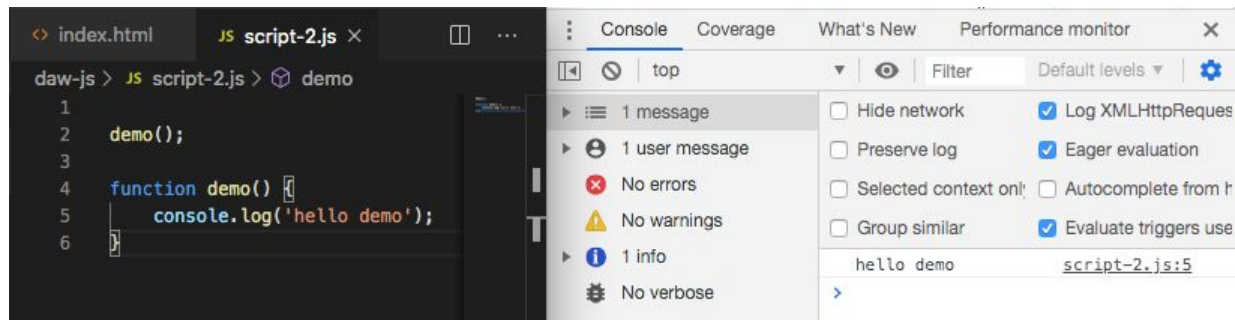 index.html JS script-2.js ×
daw-js > JS script-2.js > demo
1
2 demo();
3
4 function demo() {
5 console.log('hello demo');
6 }
Console Coverage What's New Performance monitor ×
top Filter Default levels ▼
1 message
1 user message
No errors
No warnings
1 info
No verbose
Hide network Log XMLHttpReques
Preserve log Eager evaluation
Selected context only Autocomplete from h
Group similar Evaluate triggers use
hello demo script-2.js:5
>